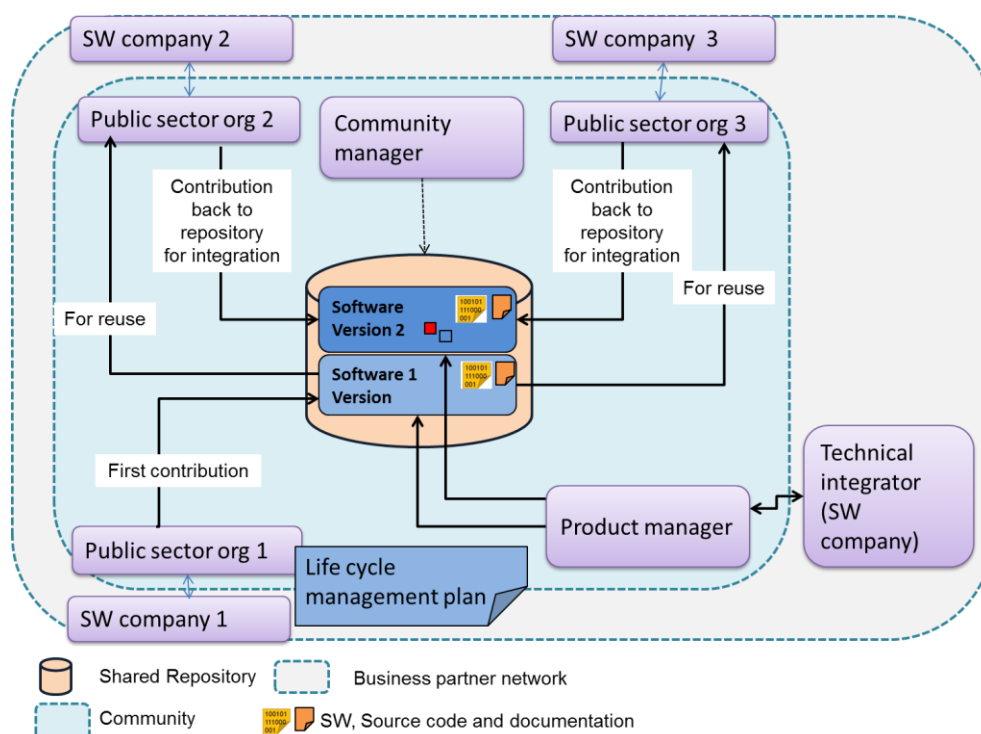 SW company 2
SW company 3
Public sector org 2
Community
manager
Public sector org 3
Contribution
back to
repository
for integration
Contribution
back to
repository
for integration
For reuse
For reuse
Software
Version 2
100101
111000
001
Software 1
Version
100101
111000
001
First contribution
Technical
integrator
(SW
company)
Product manager
Public sector org 1
Life cycle
management plan
SW company 1
Shared Repository
Business partner network
Community
100101
111000
001
SW, Source code and documentation